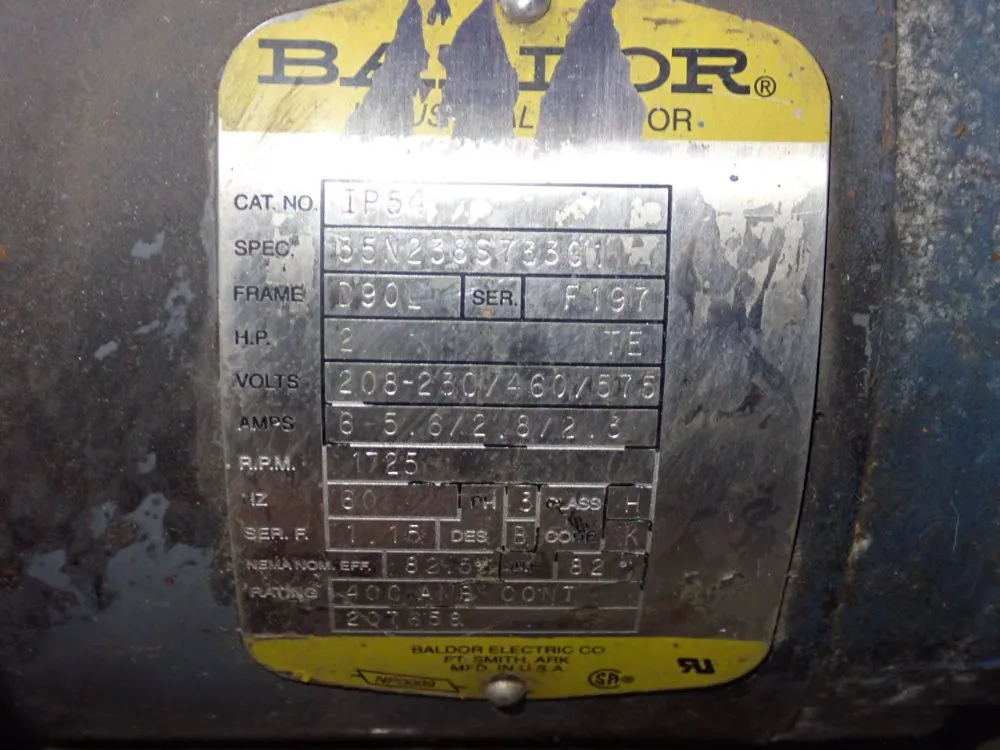 BALDOR®
INDUSTRIAL MOTOR
CAT. NO. IP54
SPEC. 35N238S733G1
FRAME D90L SER. F197
H.P. 2 TE
VOLTS 208-230/460/575
AMPS 6-5.6/2.8/2.3
R.P.M. 1725
HZ 60 PH 3 CLASS H
SER. F. 1.15 DES. B CODE K
NEMA NOM. EFF. 82.5% 82%
RATING 40C AMB CONT
BALDOR ELECTRIC CO
FT. SMITH, ARK
MFD. IN U.S.A.